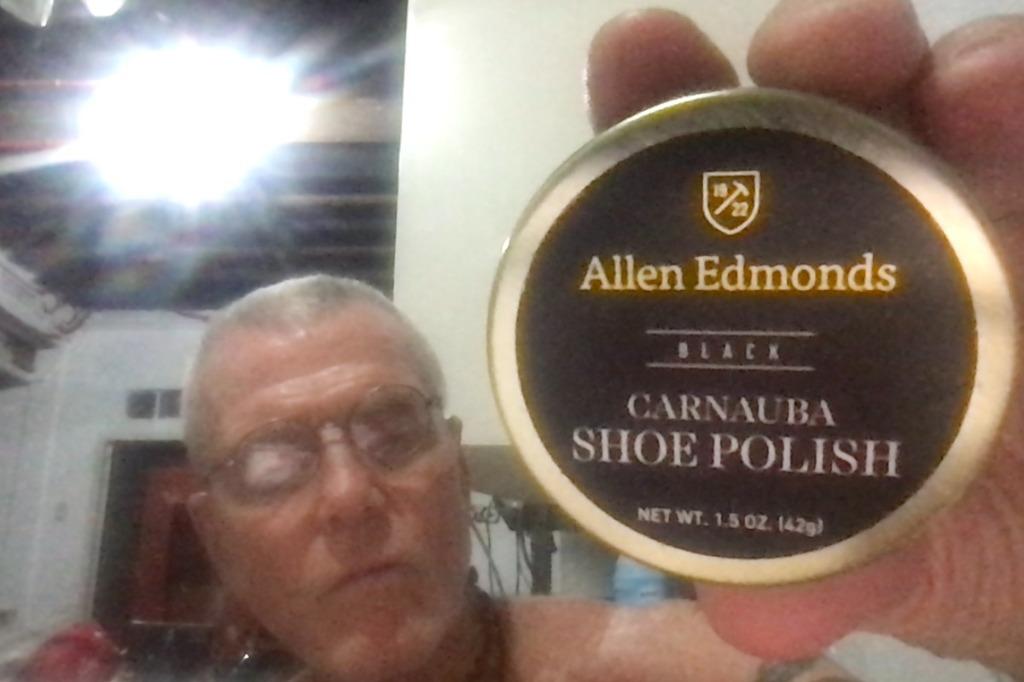 19
22
Allen Edmonds
BLACK
CARNAUBA
SHOE POLISH
NET WT. 1.5 OZ. (42g)